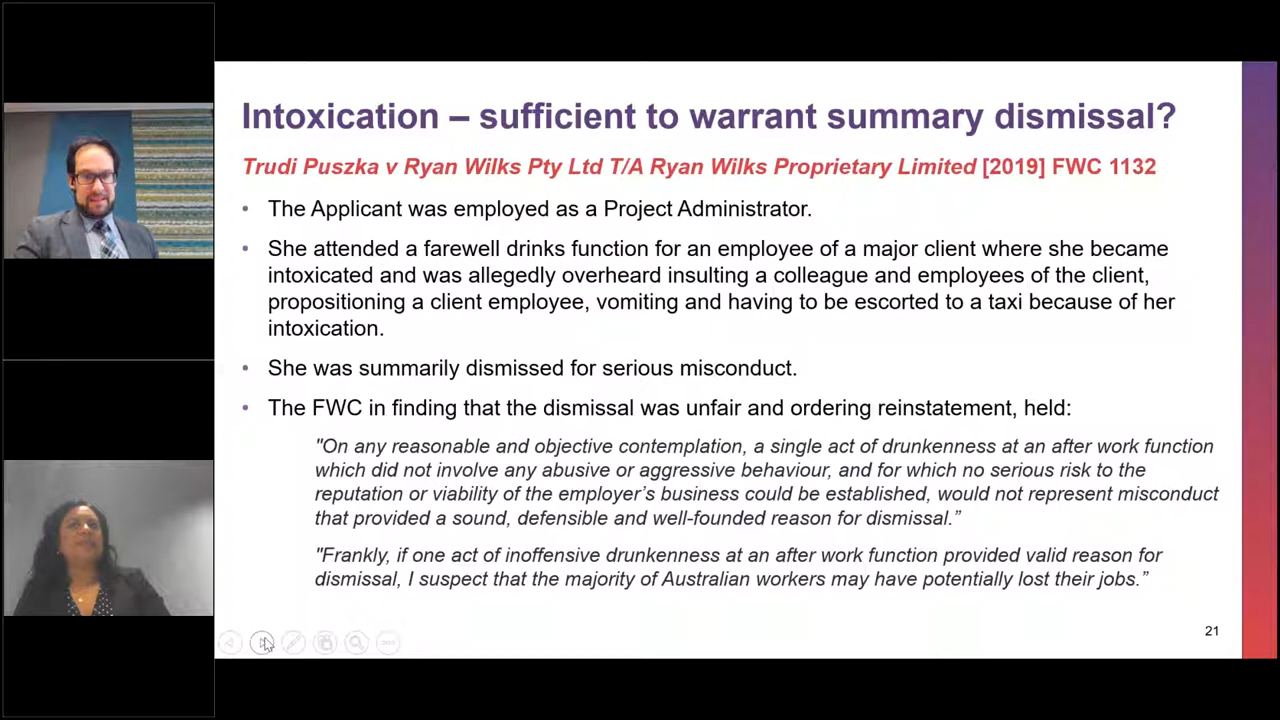 Intoxication – sufficient to warrant summary dismissal?
Trudi Puszka v Ryan Wilks Pty Ltd T/A Ryan Wilks Proprietary Limited [2019] FWC 1132
• The Applicant was employed as a Project Administrator.
• She attended a farewell drinks function for an employee of a major client where she became
intoxicated and was allegedly overheard insulting a colleague and employees of the client,
propositioning a client employee, vomiting and having to be escorted to a taxi because of her
intoxication.
• She was summarily dismissed for serious misconduct.
• The FWC in finding that the dismissal was unfair and ordering reinstatement, held:
"On any reasonable and objective contemplation, a single act of drunkenness at an after work function
which did not involve any abusive or aggressive behaviour, and for which no serious risk to the
reputation or viability of the employer’s business could be established, would not represent misconduct
that provided a sound, defensible and well-founded reason for dismissal.”
"Frankly, if one act of inoffensive drunkenness at an after work function provided valid reason for
dismissal, I suspect that the majority of Australian workers may have potentially lost their jobs.”
21